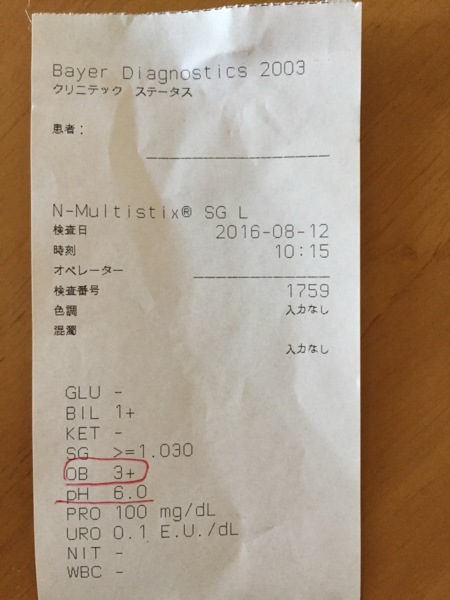 Bayer Diagnostics 2003
クリニテック ステータス
患者:
N-Multistix® SG L
検査日 2016-08-12
時刻 10:15
オペレーター
検査番号 1759
色調 入力なし
混濁
入力なし
GLU -
BIL 1+
KET -
SG >=1.030
OB 3+
pH 6.0
PRO 100 mg/dL
URO 0.1 E.U./dL
NIT -
WBC -